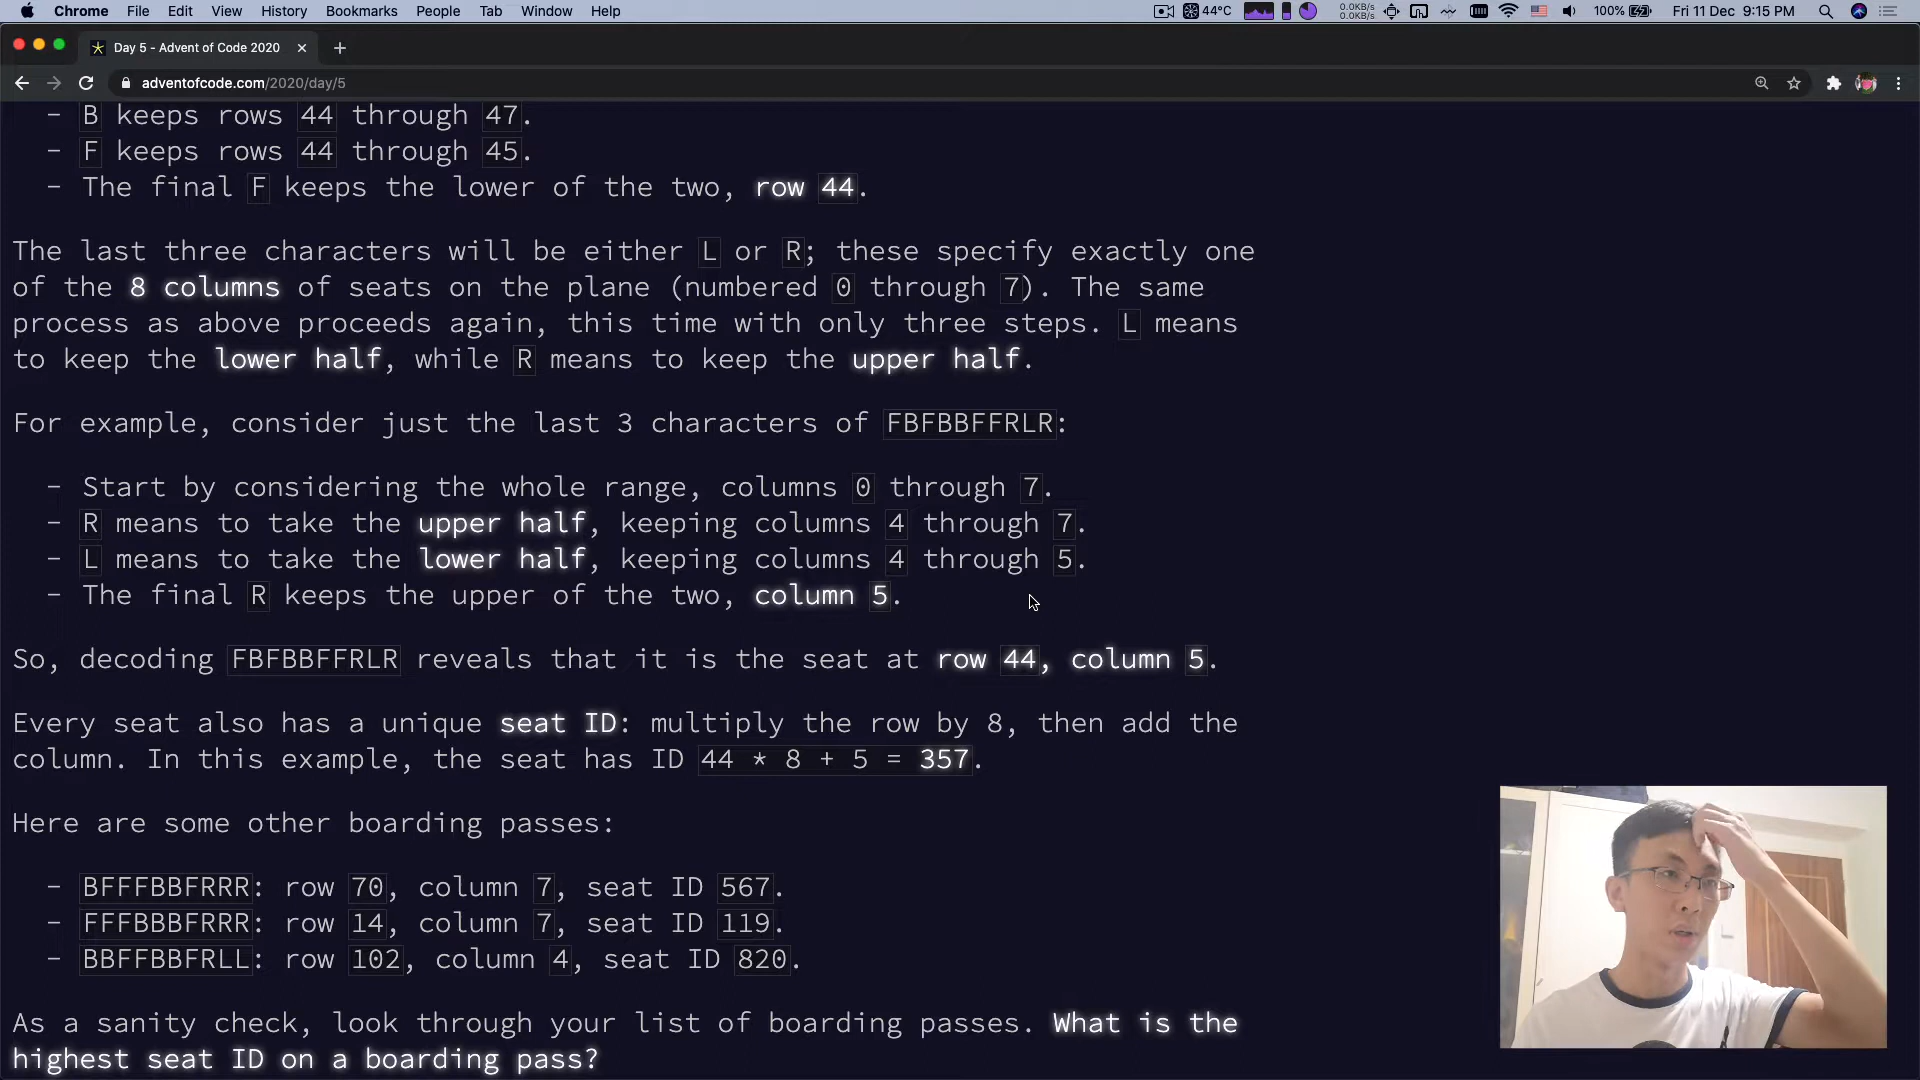 Chrome File Edit View History Bookmarks People Tab Window Help 44°C 0.0KB/s 0.0KB/s 100% Fri 11 Dec 9:15 PM
Day 5 - Advent of Code 2020
adventofcode.com/2020/day/5
- B keeps rows 44 through 47.
- F keeps rows 44 through 45.
- The final F keeps the lower of the two, row 44.
The last three characters will be either L or R; these specify exactly one
of the 8 columns of seats on the plane (numbered 0 through 7). The same
process as above proceeds again, this time with only three steps. L means
to keep the lower half, while R means to keep the upper half.
For example, consider just the last 3 characters of FBFBBFFRLR:
- Start by considering the whole range, columns 0 through 7.
- R means to take the upper half, keeping columns 4 through 7.
- L means to take the lower half, keeping columns 4 through 5.
- The final R keeps the upper of the two, column 5.
So, decoding FBFBBFFRLR reveals that it is the seat at row 44, column 5.
Every seat also has a unique seat ID: multiply the row by 8, then add the
column. In this example, the seat has ID 44 * 8 + 5 = 357.
Here are some other boarding passes:
- BFFFBBFRRR: row 70, column 7, seat ID 567.
- FFFBBBFRRR: row 14, column 7, seat ID 119.
- BBFFBBFRLL: row 102, column 4, seat ID 820.
As a sanity check, look through your list of boarding passes. What is the
highest seat ID on a boarding pass?